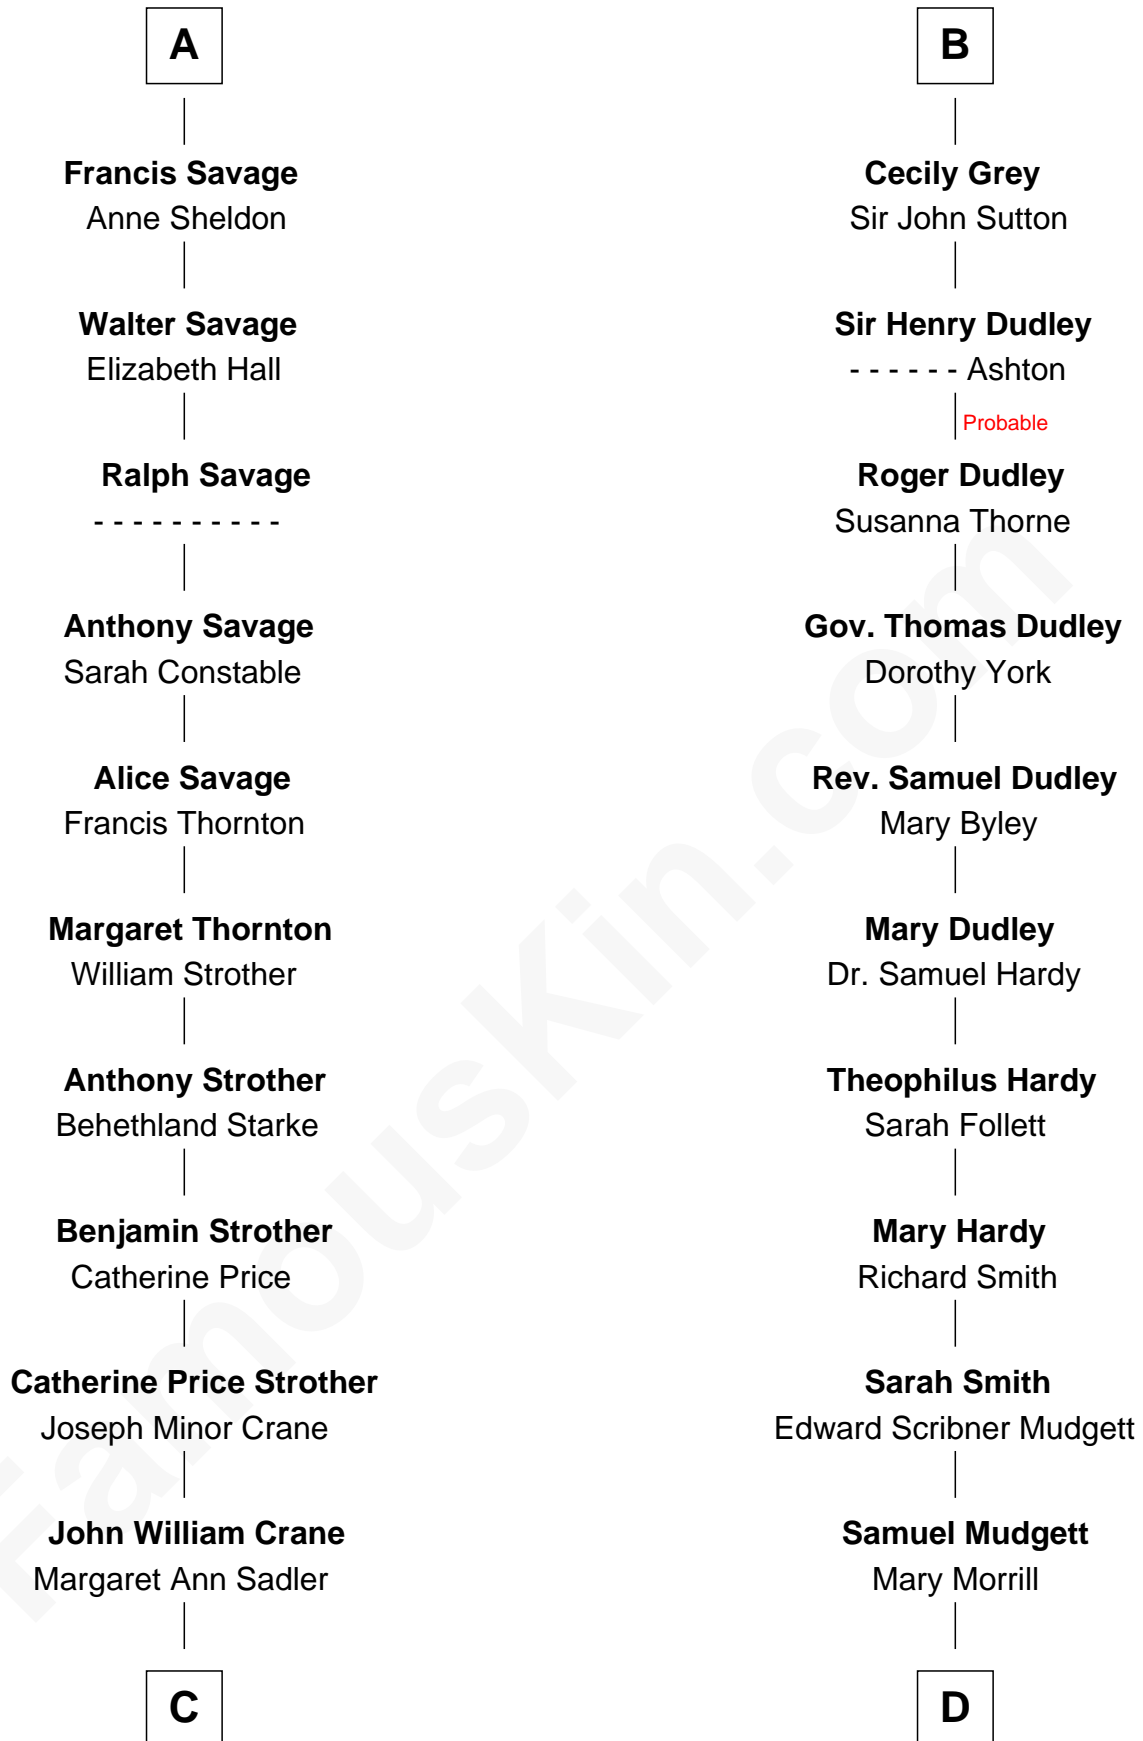 A
Francis Savage
Anne Sheldon
Walter Savage
Elizabeth Hall
Ralph Savage
- - - - - - - - - -
Anthony Savage
Sarah Constable
Alice Savage
Francis Thornton
Margaret Thornton
William Strother
Anthony Strother
Behethland Starke
Benjamin Strother
Catherine Price
Catherine Price Strother
Joseph Minor Crane
John William Crane
Margaret Ann Sadler
C
B
Cecily Grey
Sir John Sutton
Sir Henry Dudley
- - - - - - Ashton
Probable
Roger Dudley
Susanna Thorne
Gov. Thomas Dudley
Dorothy York
Rev. Samuel Dudley
Mary Byley
Mary Dudley
Dr. Samuel Hardy
Theophilus Hardy
Sarah Follett
Mary Hardy
Richard Smith
Sarah Smith
Edward Scribner Mudgett
Samuel Mudgett
Mary Morrill
D
FamousKin.com